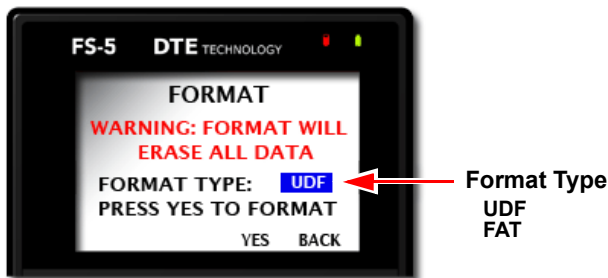 FS-5 DTE TECHNOLOGY
FORMAT
WARNING: FORMAT WILL
ERASE ALL DATA
FORMAT TYPE: UDF
PRESS YES TO FORMAT
YES BACK
Format Type
UDF
FAT